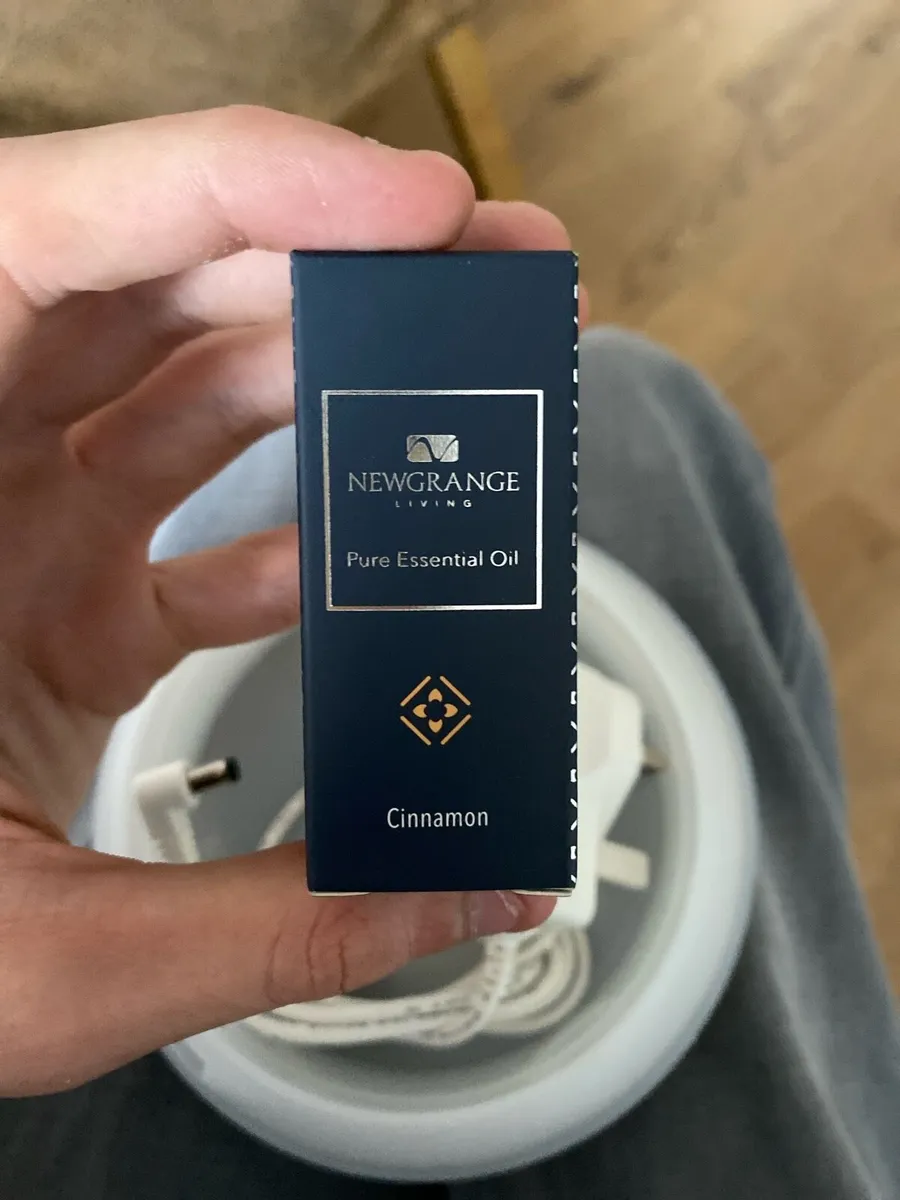 NEWGRANGE
LIVING
Pure Essential Oil
Cinnamon